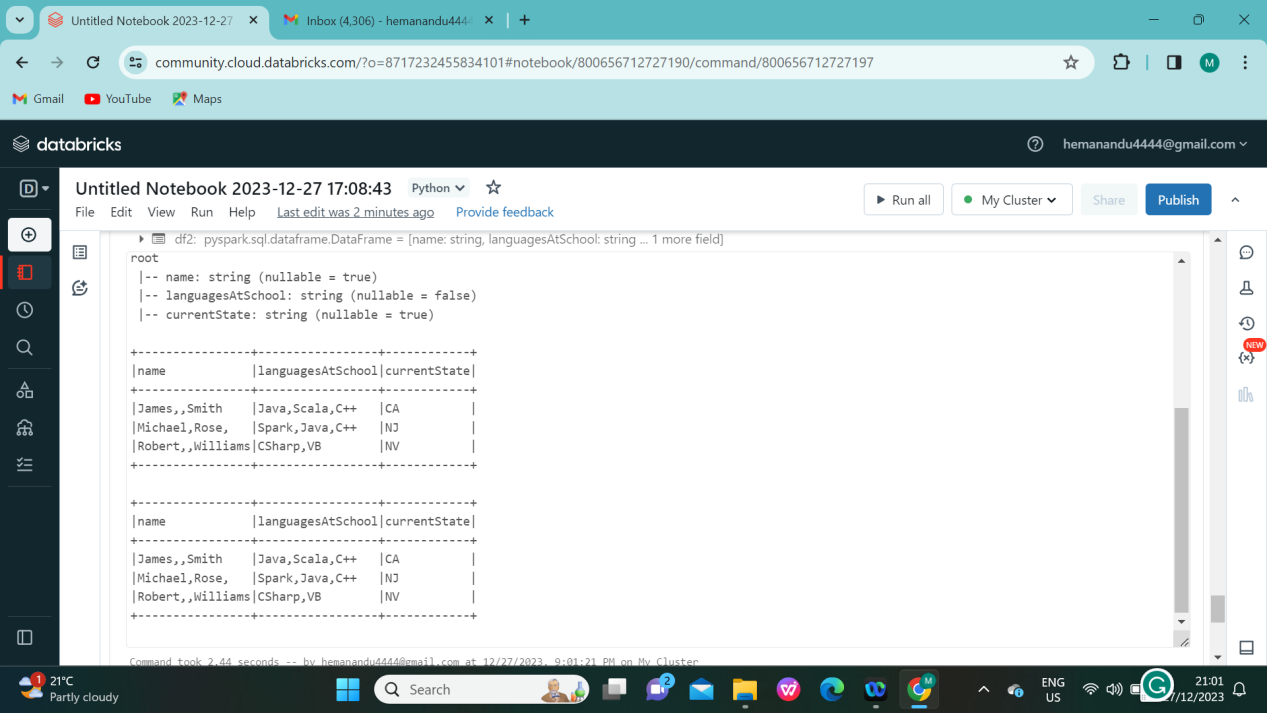 Untitled Notebook 2023-12-27
Inbox (4,306) - hemanandu4444
community.cloud.databricks.com/?o=8717232455834101#notebook/800656712727190/command/800656712727197
M
Gmail
YouTube
Maps
databricks
hemanandu4444@gmail.com
D
Untitled Notebook 2023-12-27 17:08:43
Python
File Edit View Run Help Last edit was 2 minutes ago Provide feedback
Run all
My Cluster
Share
Publish
df2: pyspark.sql.dataframe.DataFrame = [name: string, languagesAtSchool: string ... 1 more field]
root
 |-- name: string (nullable = true)
 |-- languagesAtSchool: string (nullable = false)
 |-- currentState: string (nullable = true)
+----------------+-----------------+------------+
|name            |languagesAtSchool|currentState|
+----------------+-----------------+------------+
|James,,Smith    |Java,Scala,C++   |CA          |
|Michael,Rose,   |Spark,Java,C++   |NJ          |
|Robert,,Williams|CSharp,VB        |NV          |
+----------------+-----------------+------------+
+----------------+-----------------+------------+
|name            |languagesAtSchool|currentState|
+----------------+-----------------+------------+
|James,,Smith    |Java,Scala,C++   |CA          |
|Michael,Rose,   |Spark,Java,C++   |NJ          |
|Robert,,Williams|CSharp,VB        |NV          |
+----------------+-----------------+------------+
Command took 2.44 seconds -- by hemanandu4444@gmail.com at 12/27/2023, 9:01:21 PM on My Cluster
NEW
1
21°C
Partly cloudy
Search
2
M
ENG
US
21:01
27/12/2023